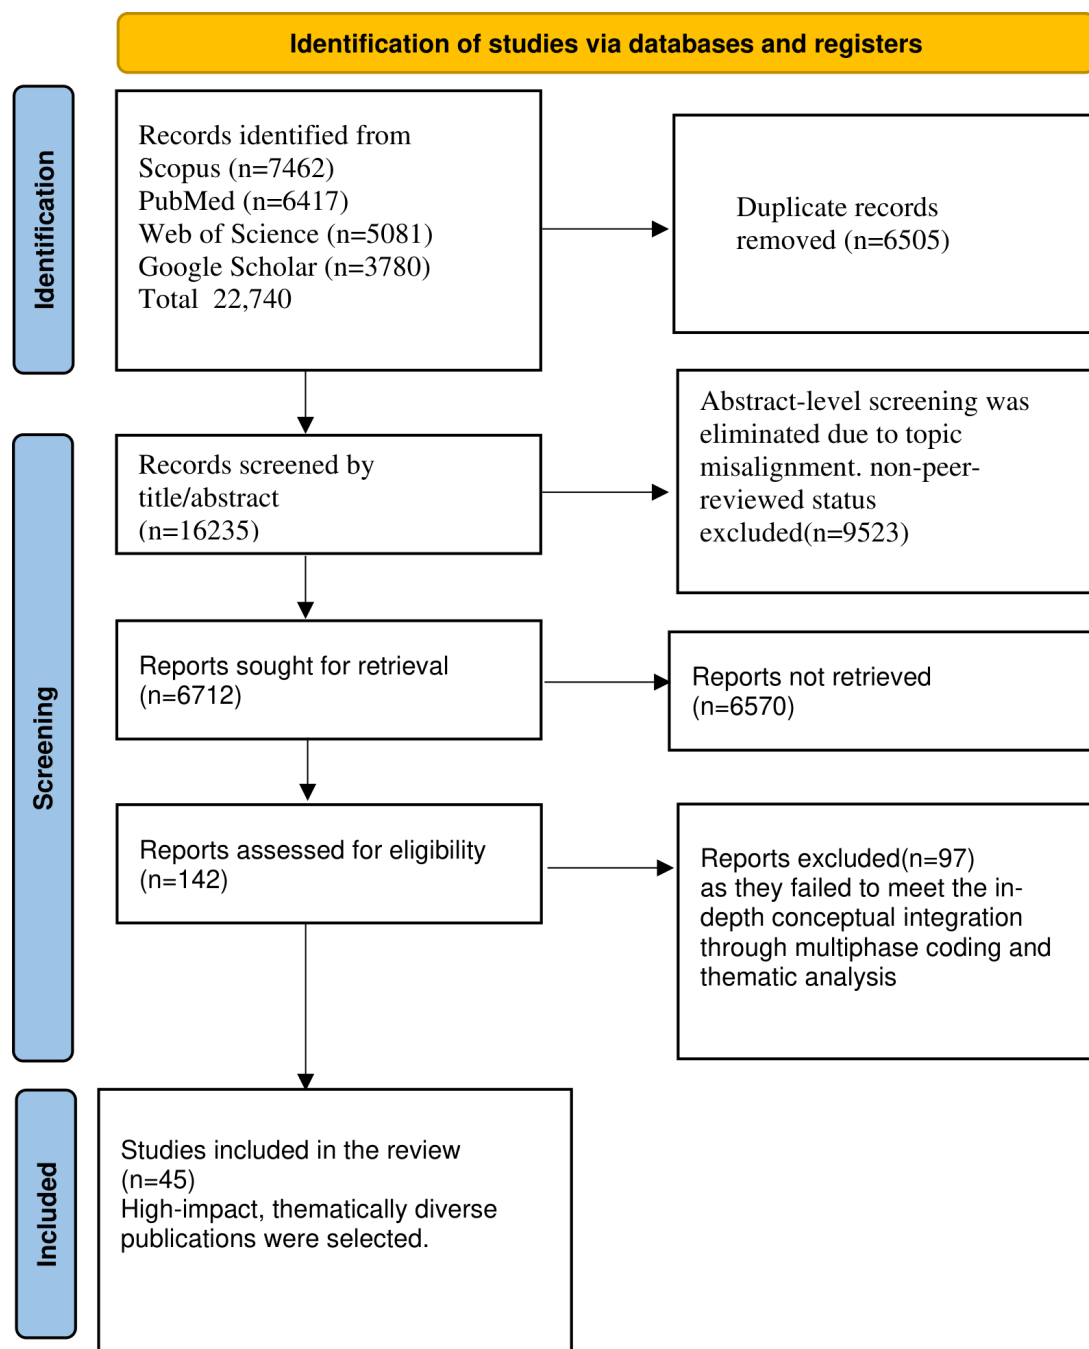 Identification of studies via databases and registers
Identification
Records identified from
Scopus (n=7462)
PubMed (n=6417)
Web of Science (n=5081)
Google Scholar (n=3780)
Total  22,740
Duplicate records
removed (n=6505)
Screening
Records screened by
title/abstract
(n=16235)
Abstract-level screening was
eliminated due to topic
misalignment. non-peer-
reviewed status
excluded(n=9523)
Reports sought for retrieval
(n=6712)
Reports not retrieved
(n=6570)
Reports assessed for eligibility
(n=142)
Reports excluded(n=97)
as they failed to meet the in-
depth conceptual integration
through multiphase coding and
thematic analysis
Included
Studies included in the review
(n=45)
High-impact, thematically diverse
publications were selected.